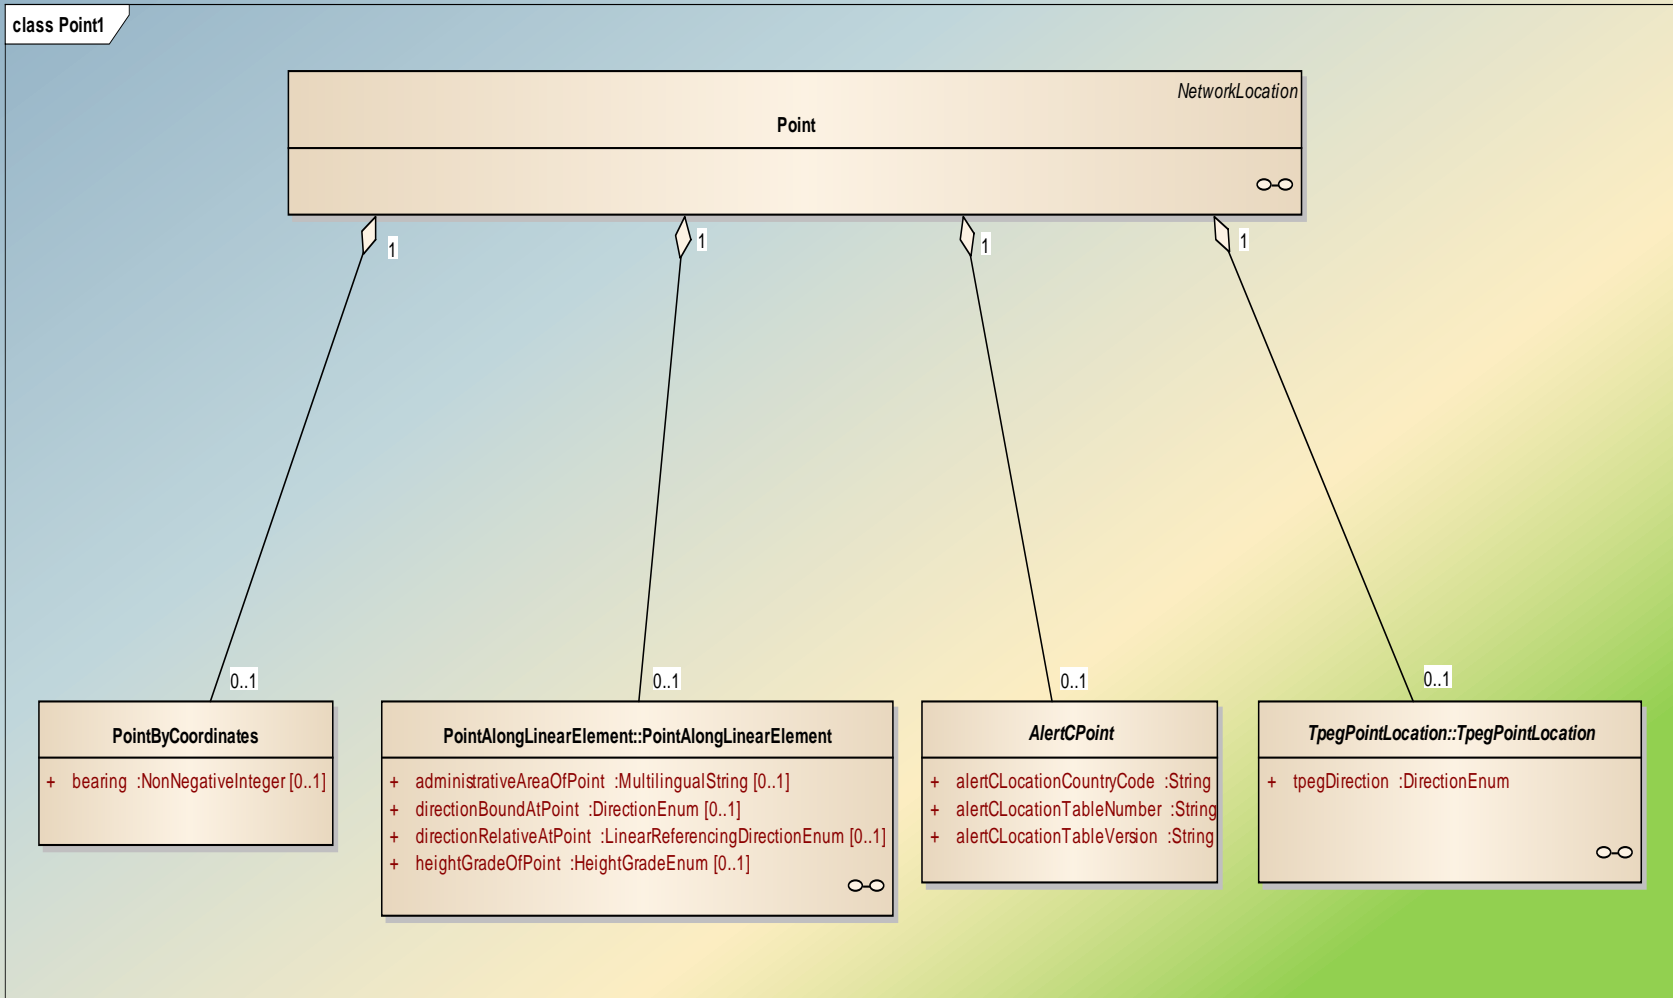 class Point1
NetworkLocation
Point
1
1
1
1
0..1
0..1
0..1
0..1
PointByCoordinates
+ bearing :NonNegativeInteger [0..1]
PointAlongLinearElement::PointAlongLinearElement
+ administrativeAreaOfPoint :MultilingualString [0..1]
+ directionBoundAtPoint :DirectionEnum [0..1]
+ directionRelativeAtPoint :LinearReferencingDirectionEnum [0..1]
+ heightGradeOfPoint :HeightGradeEnum [0..1]
AlertCPoint
+ alertCLocationCountryCode :String
+ alertCLocationTableNumber :String
+ alertCLocationTableVersion :String
TpegPointLocation::TpegPointLocation
+ tpegDirection :DirectionEnum